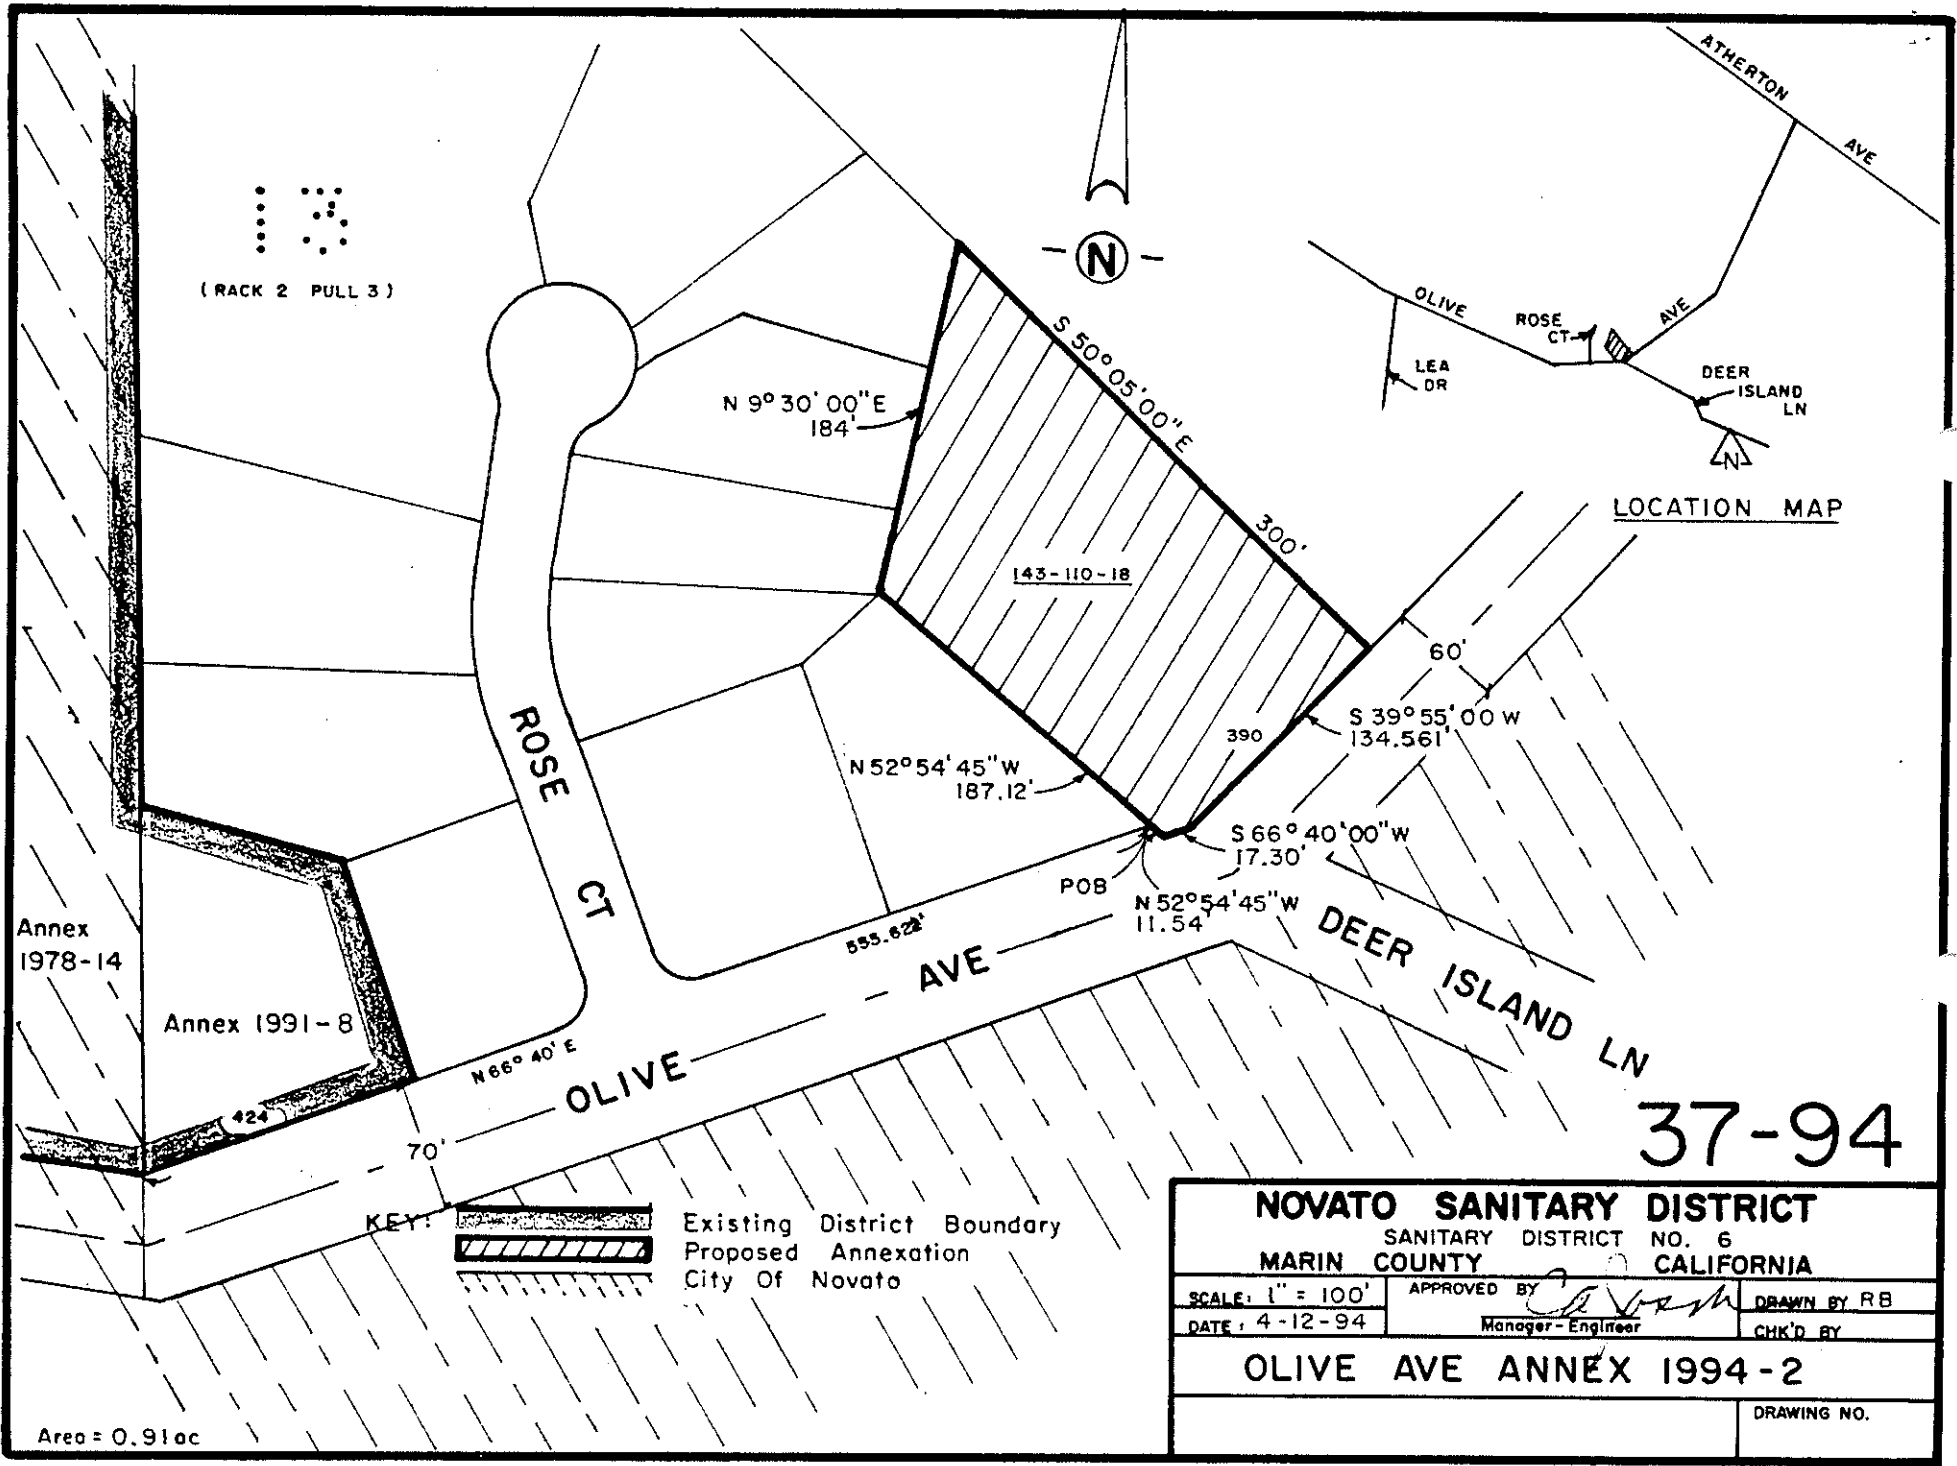 13
(RACK 2 PULL 3)
N
ATHERTON
AVE
OLIVE
AVE
ROSE
CT
LEA
DR
DEER
ISLAND
LN
N
LOCATION MAP
N 9° 30' 00" E
184'
S 50° 05' 00" E
300'
143-110-18
60'
S 39° 55' 00 W
134.561'
390
N 52° 54' 45" W
187.12'
S 66° 40' 00" W
17.30'
POB
N 52° 54' 45" W
11.54'
ROSE
CT
AVE
DEER ISLAND LN
Annex
1978-14
Annex 1991-8
N 66° 40' E
OLIVE
424
70'
37-94
KEY:
Existing District Boundary
Proposed Annexation
City Of Novato
NOVATO SANITARY DISTRICT
SANITARY DISTRICT NO. 6
MARIN COUNTY CALIFORNIA
SCALE: 1" = 100'
APPROVED BY
DRAWN BY RB
DATE: 4-12-94
Manager-Engineer
CHK'D BY
OLIVE AVE ANNEX 1994-2
DRAWING NO.
Area = 0.91 ac